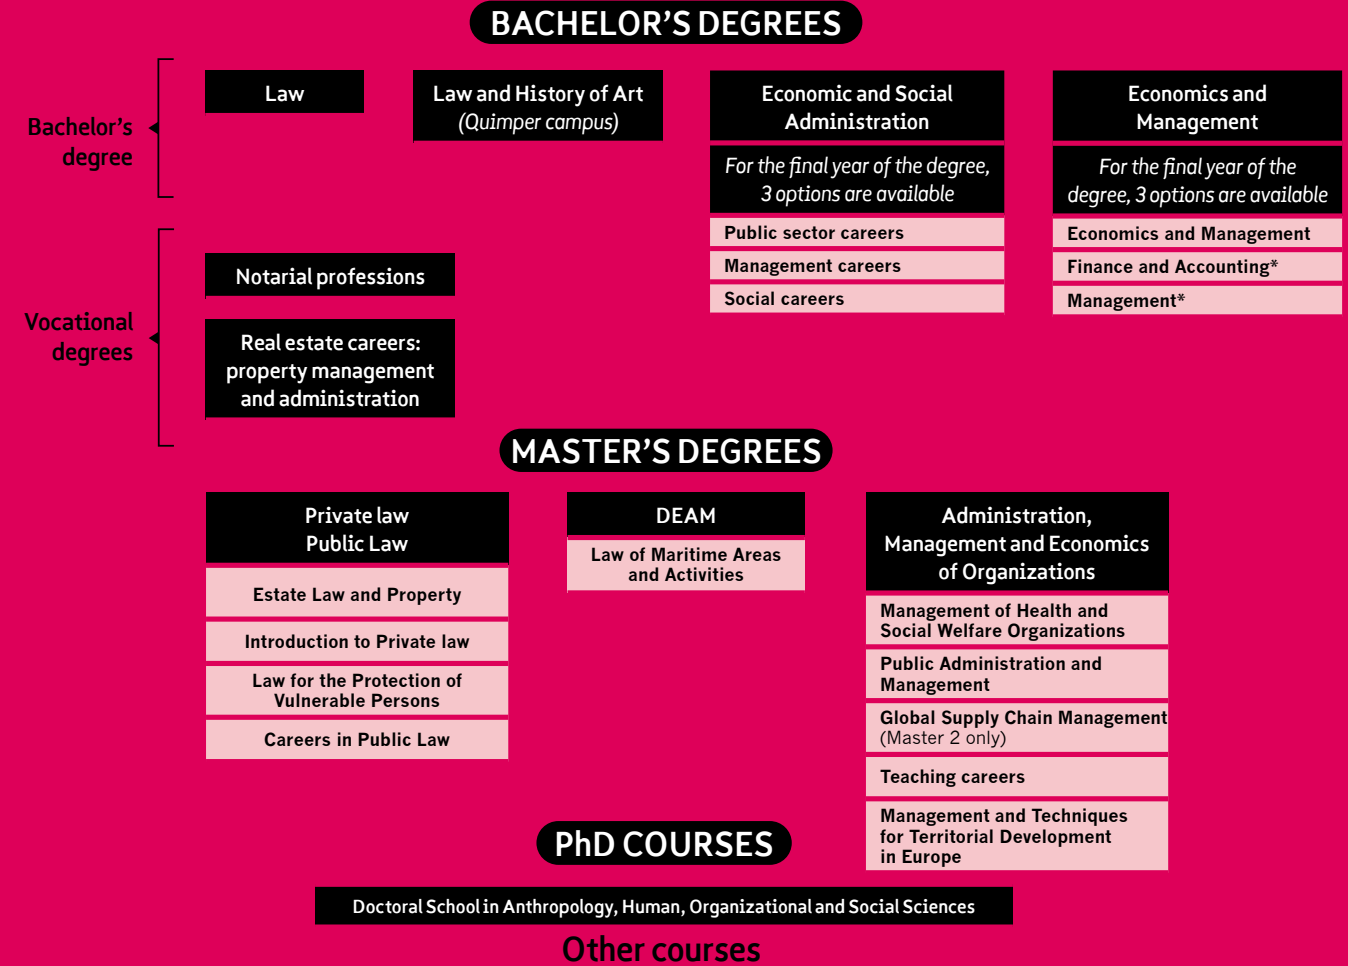 BACHELOR'S DEGREES
Bachelor's
degree
Law
Law and History of Art
(Quimper campus)
Economic and Social
Administration
For the final year of the degree,
3 options are available
Public sector careers
Management careers
Social careers
Economics and
Management
For the final year of the
degree, 3 options are available
Economics and Management
Finance and Accounting*
Management*
Vocational
degrees
Notarial professions
Real estate careers:
property management
and administration
MASTER'S DEGREES
Private law
Public Law
Estate Law and Property
Introduction to Private law
Law for the Protection of
Vulnerable Persons
Careers in Public Law
DEAM
Law of Maritime Areas
and Activities
Administration,
Management and Economics
of Organizations
Management of Health and
Social Welfare Organizations
Public Administration and
Management
Global Supply Chain Management
(Master 2 only)
Teaching careers
Management and Techniques
for Territorial Development
in Europe
PhD COURSES
Doctoral School in Anthropology, Human, Organizational and Social Sciences
Other courses